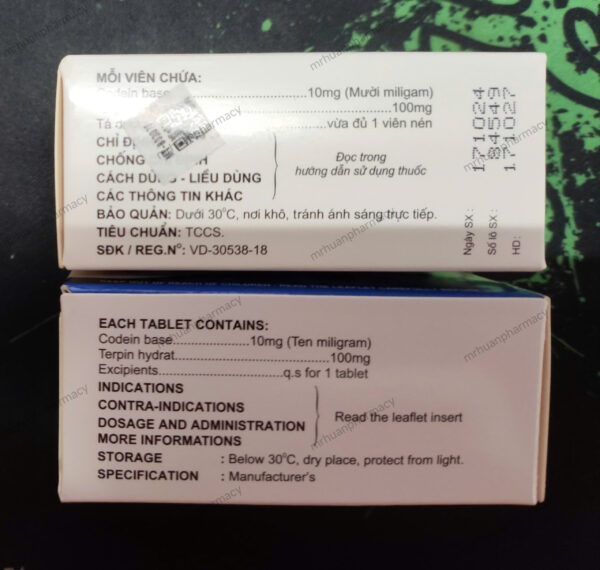 mrhuanpharmacy
MỖI VIÊN CHỨA:
Codein base.................................10mg (Mười miligam)
.................................100mg
Tá .................................vừa đủ 1 viên nén
CHỈ
CHỐNG
CÁCH DÙNG - LIỀU DÙNG
CÁC THÔNG TIN KHÁC
Đọc trong
hướng dẫn sử dụng thuốc
BẢO QUẢN: Dưới 30°C, nơi khô, tránh ánh sáng trực tiếp.
TIÊU CHUẨN: TCCS.
SĐK / REG.Nº: VD-30538-18
Ngày SX : 171024
Số lô SX : 84549
HD: 171027
EACH TABLET CONTAINS:
Codein base.................10mg (Ten miligram)
Terpin hydrat.................................100mg
Excipients...........................q.s for 1 tablet
INDICATIONS
CONTRA-INDICATIONS
DOSAGE AND ADMINISTRATION
MORE INFORMATIONS
Read the leaflet insert
STORAGE : Below 30°C, dry place, protect from light.
SPECIFICATION : Manufacturer's